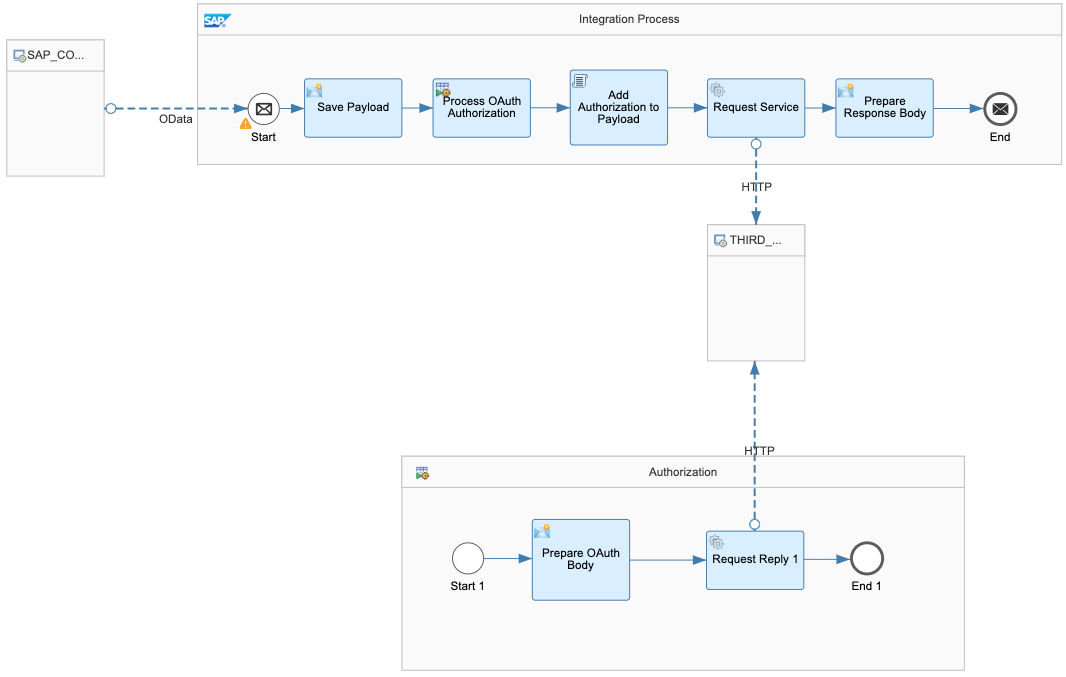 SAP
Integration Process
SAP_CO...
OData
Start
Save Payload
Process OAuth
Authorization
Add
Authorization to
Payload
Request Service
Prepare
Response Body
End
HTTP
THIRD_...
HTTP
Authorization
Start 1
Prepare OAuth
Body
Request Reply 1
End 1